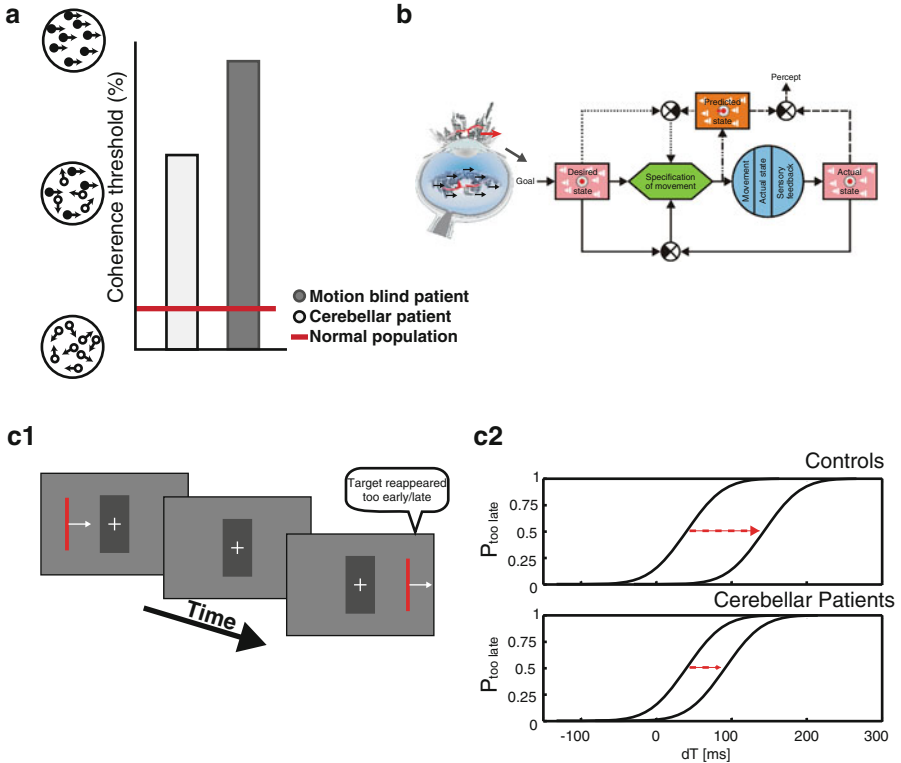 a
Coherence threshold (%)
Motion blind patient
Cerebellar patient
Normal population
b
Goal
Desired
state
Specification
of movement
Predicted
state
Percept
Movement
Actual state
Sensory
feedback
Actual
state
c1
Target reappeared
too early/late
Time
c2
Controls
1
0.75
0.5
0.25
0
P too late
Cerebellar Patients
1
0.75
0.5
0.25
0
P too late
-100 0 100 200 300
dT [ms]